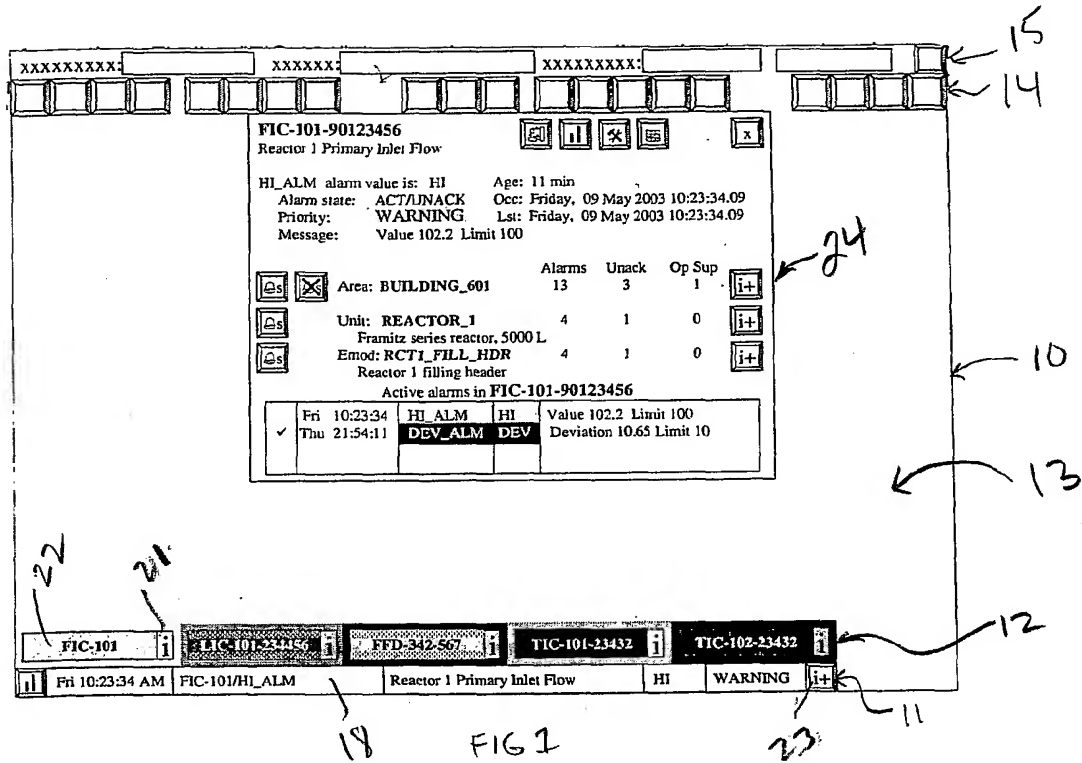 15
xxxxxxxxx: xxxxxx: xxxxxxxxx:
14
FIC-101-90123456
x
Reactor 1 Primary Inlet Flow
HI_ALM alarm value is: HI Age: 11 min
Alarm state: ACT/UNACK Occ: Friday, 09 May 2003 10:23:34.09
Priority: WARNING Lst: Friday, 09 May 2003 10:23:34.09
Message: Value 102.2 Limit 100
24
Alarms Unack Op Sup
s Area: BUILDING_601 13 3 1 i+
s Unit: REACTOR_1 4 1 0 i+
Framitz series reactor, 5000 L
s Emod: RCT1_FILL_HDR 4 1 0 i+
Reactor 1 filling header
10
Active alarms in FIC-101-90123456
Fri 10:23:34 HI_ALM HI Value 102.2 Limit 100
✓ Thu 21:54:11 DEV_ALM DEV Deviation 10.65 Limit 10
13
22 21
FIC-101 i LIC-101-234456 i FFD-342-567 i TIC-101-23432 i TIC-102-23432 i
12
Fri 10:23:34 AM FIC-101/HI_ALM Reactor 1 Primary Inlet Flow HI WARNING i+
11
18 FIG 1 23